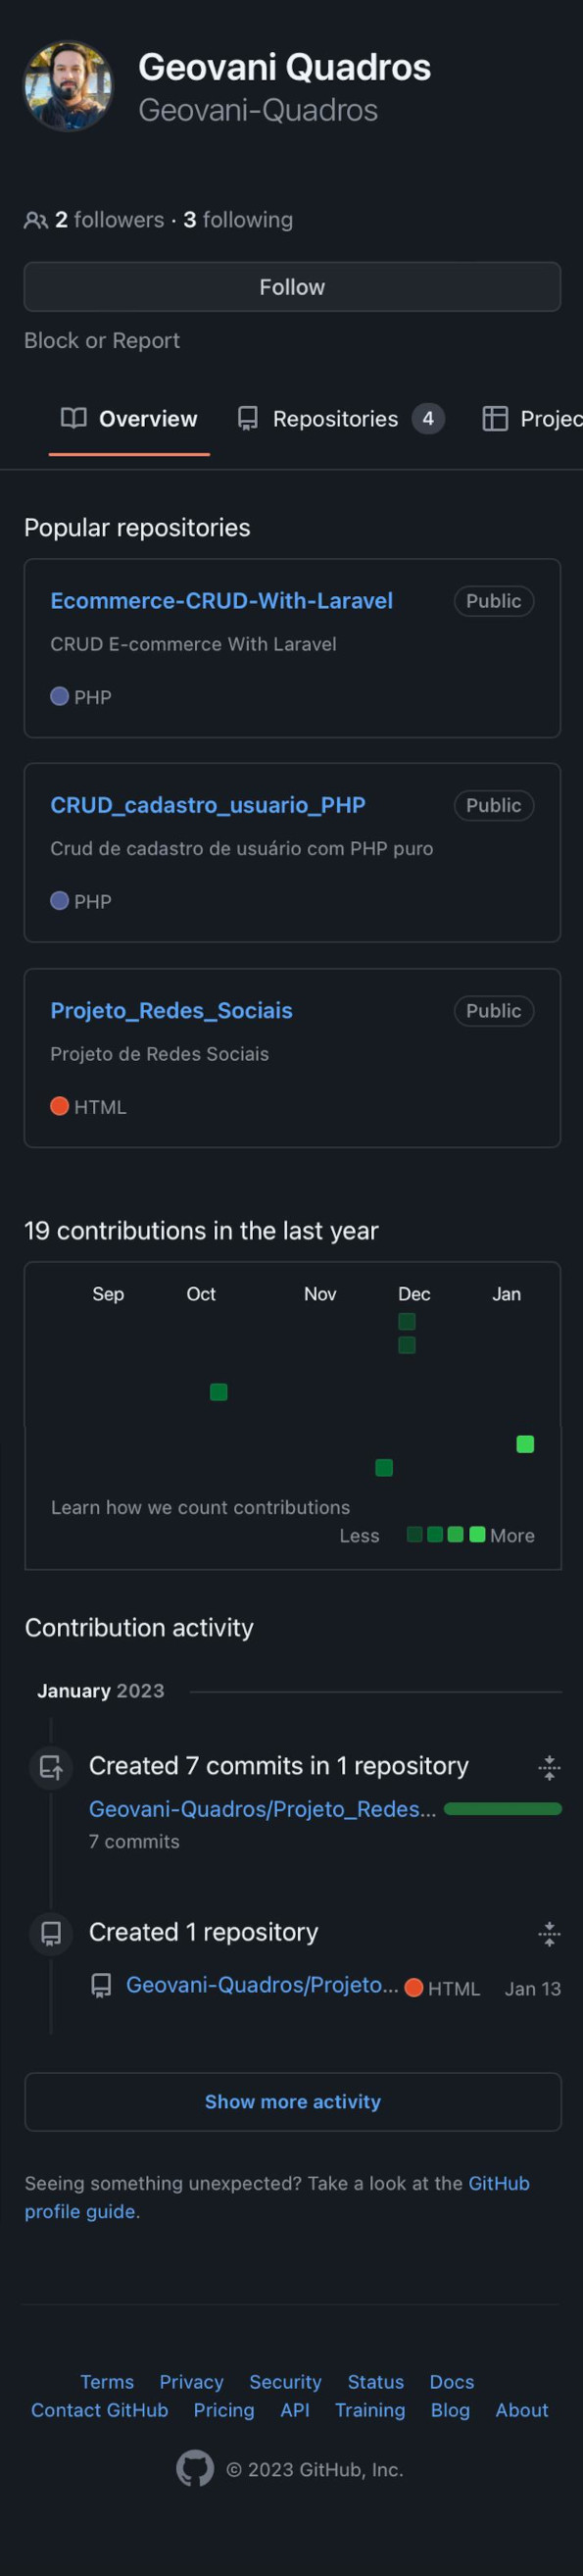 Geovani Quadros
Geovani-Quadros
2 followers · 3 following
Follow
Block or Report
Overview Repositories 4 Projec
Popular repositories
Ecommerce-CRUD-With-Laravel Public
CRUD E-commerce With Laravel
PHP
CRUD_cadastro_usuario_PHP Public
Crud de cadastro de usuário com PHP puro
PHP
Projeto_Redes_Sociais Public
Projeto de Redes Sociais
HTML
19 contributions in the last year
Sep Oct Nov Dec Jan
Learn how we count contributions
Less More
Contribution activity
January 2023
Created 7 commits in 1 repository
Geovani-Quadros/Projeto_Redes...
7 commits
Created 1 repository
Geovani-Quadros/Projeto... HTML Jan 13
Show more activity
Seeing something unexpected? Take a look at the GitHub
profile guide.
Terms Privacy Security Status Docs
Contact GitHub Pricing API Training Blog About
© 2023 GitHub, Inc.